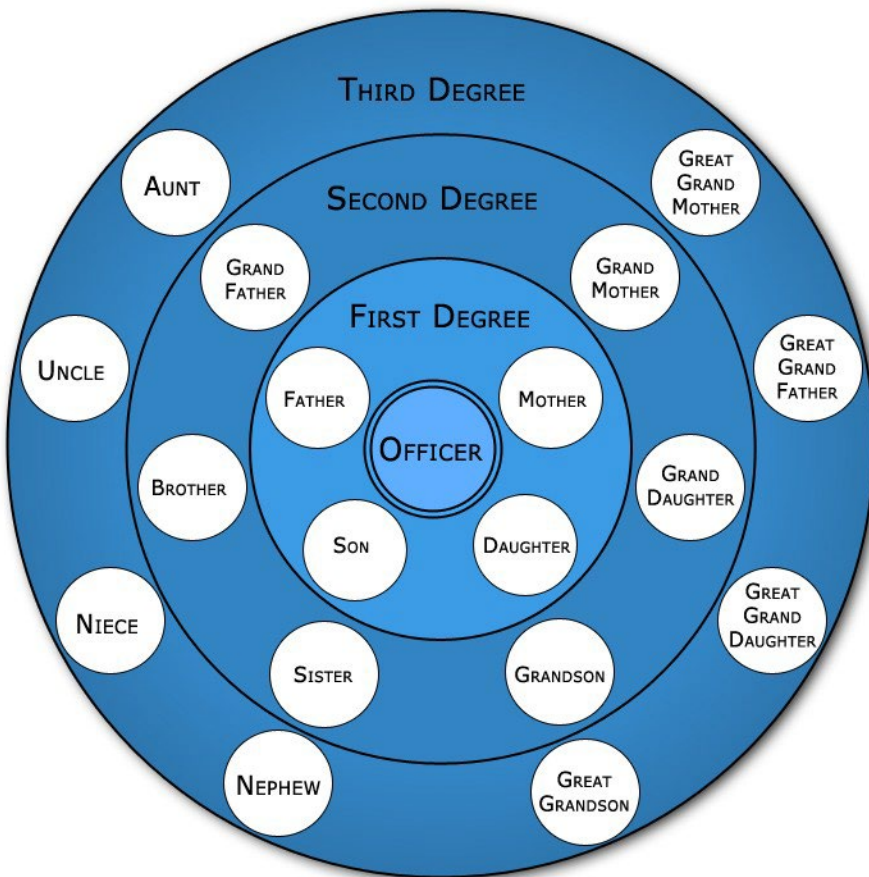 Third Degree
Aunt
Great
Grand
Mother
Second Degree
Grand
Father
Grand
Mother
First Degree
Uncle
Great
Grand
Father
Father
Mother
Officer
Brother
Grand
Daughter
Son
Daughter
Niece
Great
Grand
Daughter
Sister
Grandson
Nephew
Great
Grandson